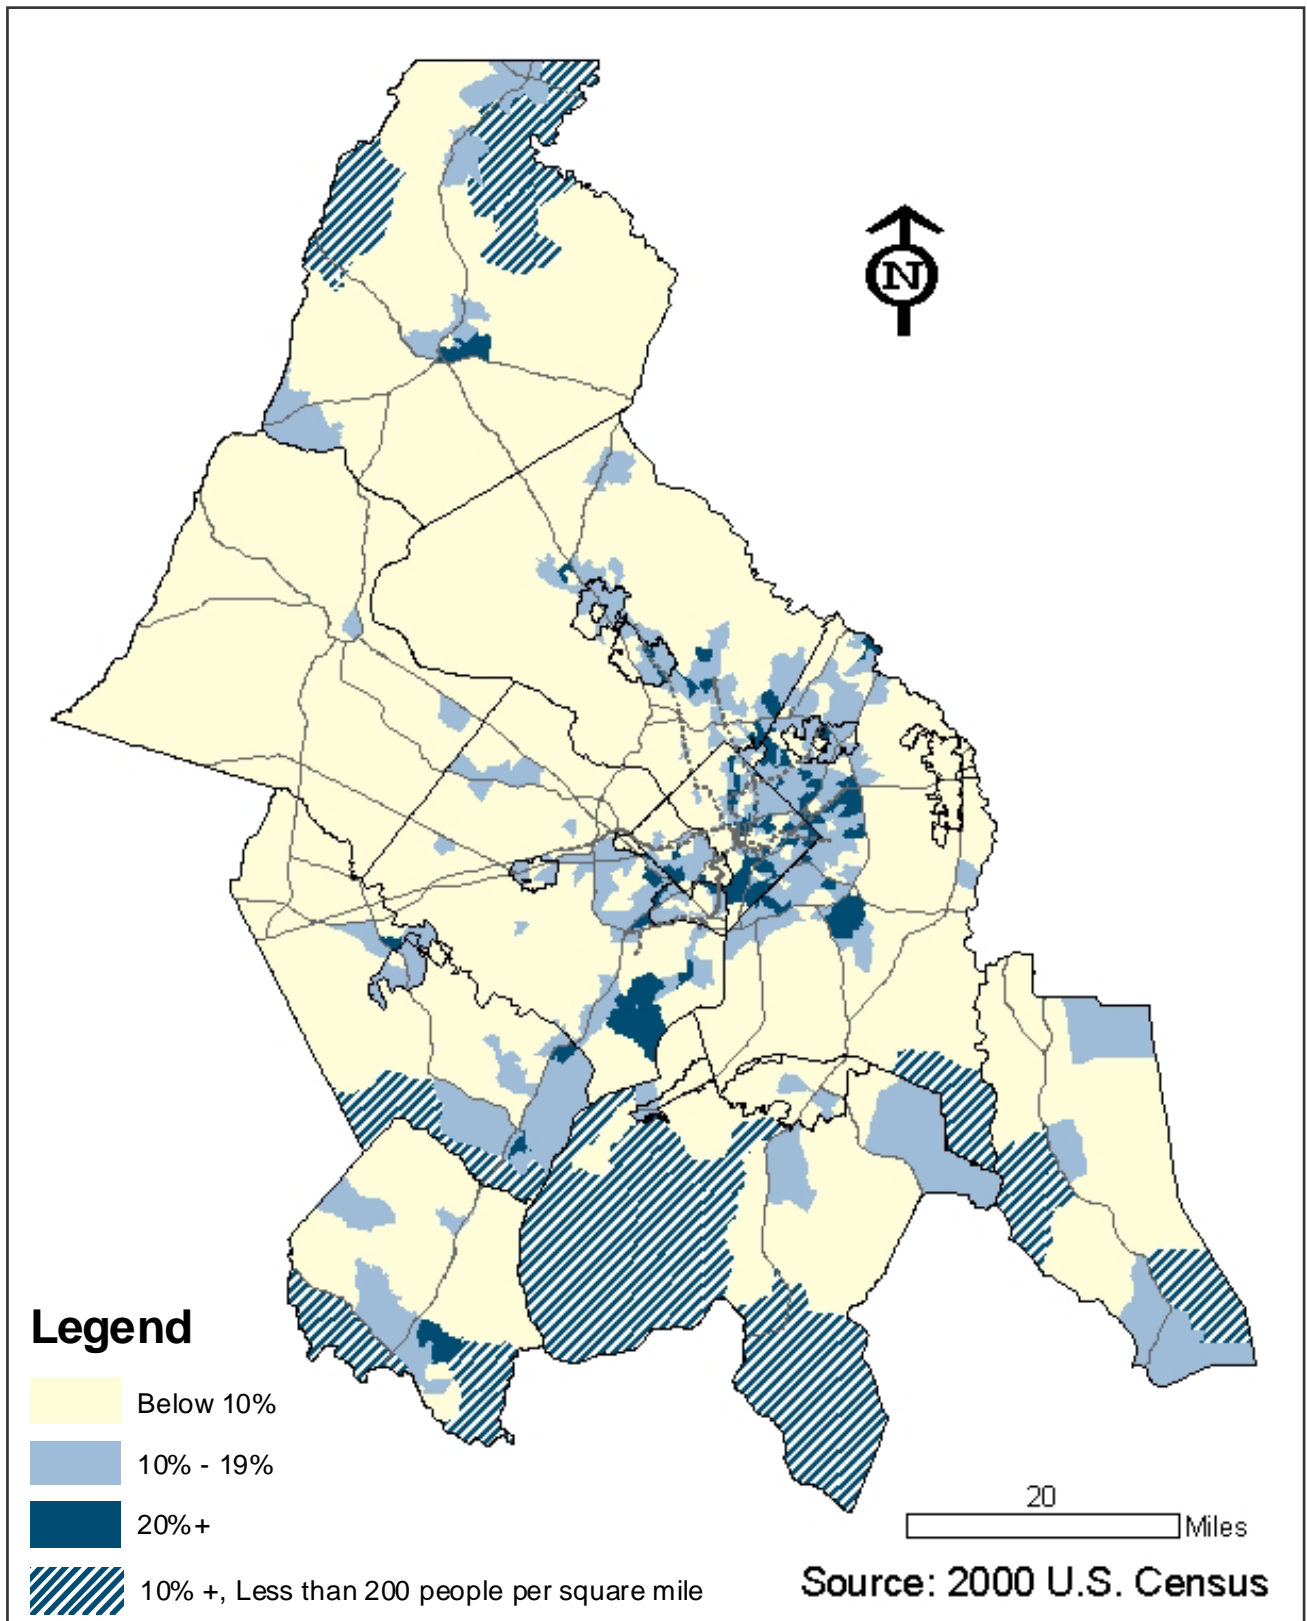 N
Legend
Below 10%
10% - 19%
20%+
10% +, Less than 200 people per square mile
20
Miles
Source: 2000 U.S. Census